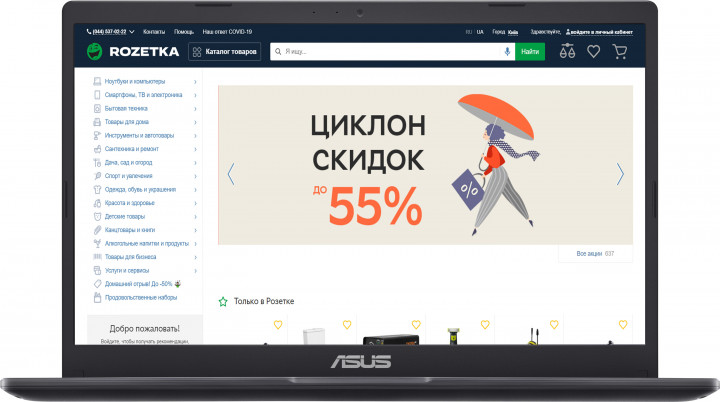 (044) 537-02-22 Контакты Помощь Наш ответ COVID-19 RU | UA Город Київ Здравствуйте, войдите в личный кабинет
ROZETKA Каталог товаров Я ищу... Найти
Ноутбуки и компьютеры
Смартфоны, ТВ и электроника
Бытовая техника
Товары для дома
Инструменты и автотовары
Сантехника и ремонт
Дача, сад и огород
Спорт и увлечения
Одежда, обувь и украшения
Красота и здоровье
Детские товары
Канцтовары и книги
Алкогольные напитки и продукты
Товары для бизнеса
Услуги и сервисы
Домашний отрыв! До -50%
Продовольственные наборы
Добро пожаловать!
Войдите, чтобы получать рекомендации,
ЦИКЛОН
СКИДОК
до 55%
%
Все акции 637
Только в Розетке
ASUS